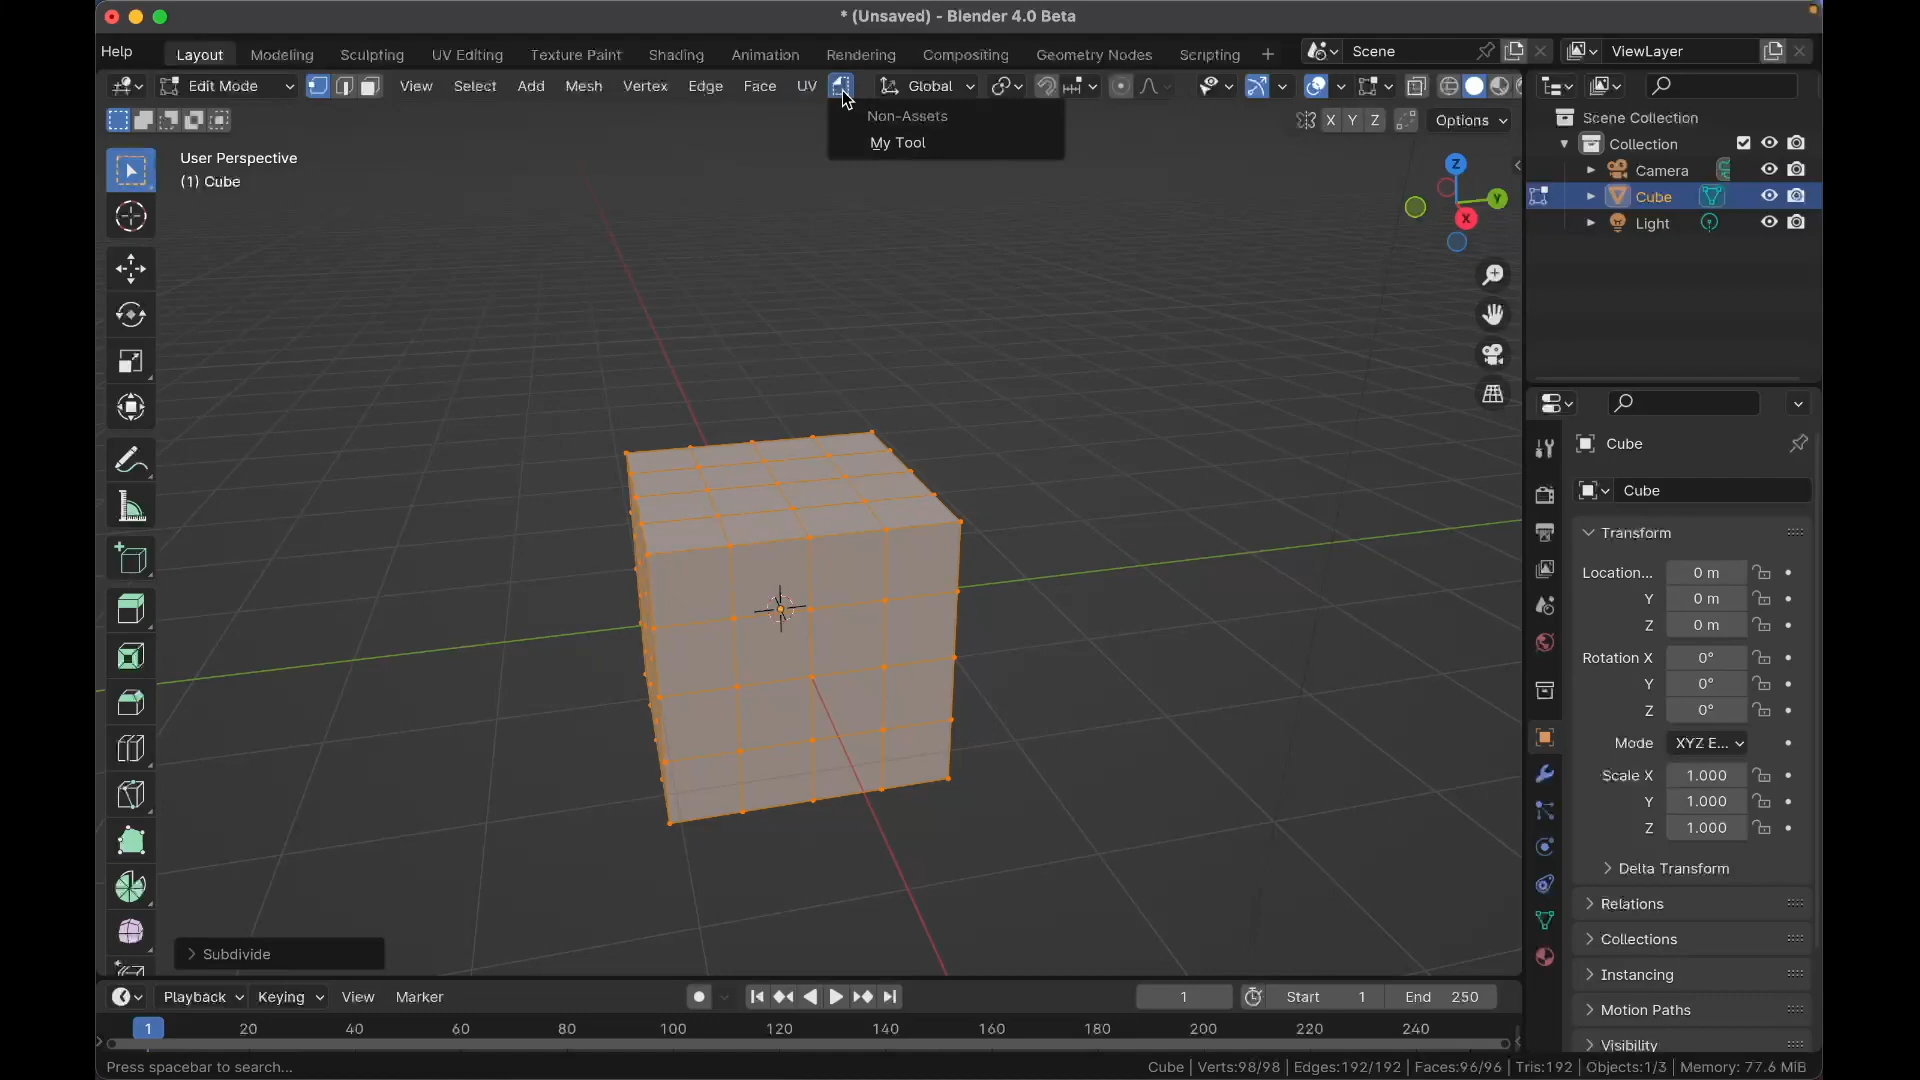 * (Unsaved) - Blender 4.0 Beta
Help
Layout
Modeling
Sculpting
UV Editing
Texture Paint
Shading
Animation
Rendering
Compositing
Geometry Nodes
Scripting
+
Scene
ViewLayer
Edit Mode
View
Select
Add
Mesh
Vertex
Edge
Face
UV
Global
Non-Assets
My Tool
X Y Z
Options
User Perspective
(1) Cube
Z
Y
X
Scene Collection
Collection
Camera
Cube
Light
Cube
Cube
Transform
Location... 0 m
Y 0 m
Z 0 m
Rotation X 0°
Y 0°
Z 0°
Mode XYZ E...
Scale X 1.000
Y 1.000
Z 1.000
Delta Transform
Relations
Collections
Instancing
Motion Paths
Visibility
Subdivide
Playback
Keying
View
Marker
1
Start 1
End 250
1 20 40 60 80 100 120 140 160 180 200 220 240
Press spacebar to search...
Cube | Verts:98/98 | Edges:192/192 | Faces:96/96 | Tris:192 | Objects:1/3 | Memory: 77.6 MiB